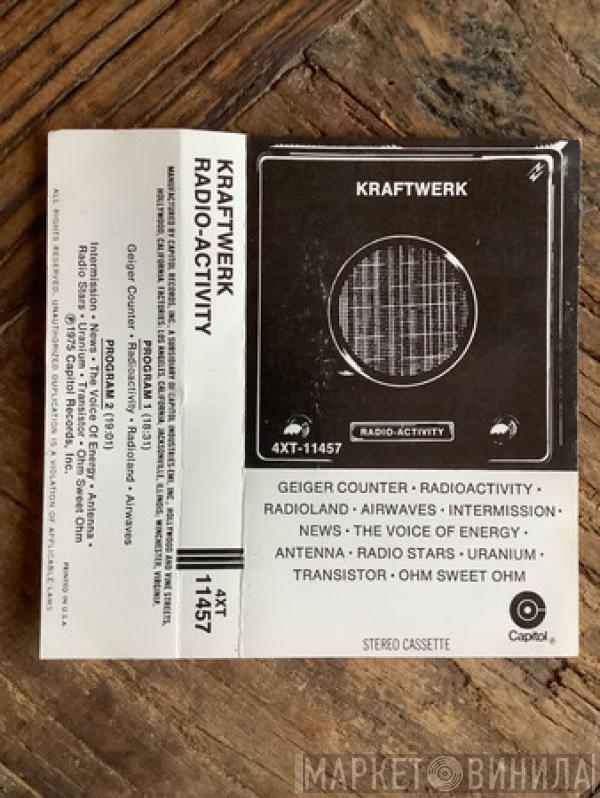 KRAFTWERK
4XT-11457
RADIO-ACTIVITY
GEIGER COUNTER • RADIOACTIVITY •
RADIOLAND • AIRWAVES • INTERMISSION •
NEWS • THE VOICE OF ENERGY •
ANTENNA • RADIO STARS • URANIUM •
TRANSISTOR • OHM SWEET OHM
STEREO CASSETTE
Capitol ®
KRAFTWERK
RADIO-ACTIVITY
4XT
11457
MANUFACTURED BY CAPITOL RECORDS, INC., A SUBSIDIARY OF CAPITOL INDUSTRIES-EMI, INC., HOLLYWOOD AND VINE STREETS,
HOLLYWOOD, CALIFORNIA. FACTORIES: LOS ANGELES, CALIFORNIA, JACKSONVILLE, ILLINOIS, WINCHESTER, VIRGINIA.
PROGRAM 1 (18:31)
Geiger Counter • Radioactivity • Radioland • Airwaves
PROGRAM 2 (19:01)
Intermission • News • The Voice Of Energy • Antenna •
Radio Stars • Uranium • Transistor • Ohm Sweet Ohm
℗1975 Capitol Records, Inc.
ALL RIGHTS RESERVED. UNAUTHORIZED DUPLICATION IS A VIOLATION OF APPLICABLE LAWS
PRINTED IN U.S.A.
МАРКЕТ ВИНИЛА